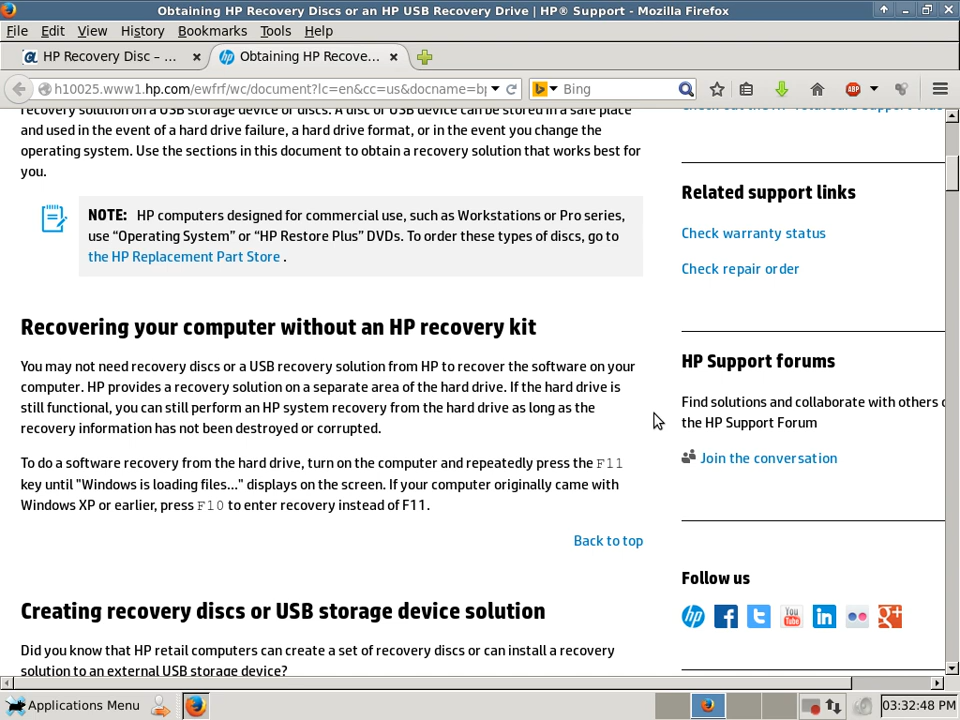 Obtaining HP Recovery Discs or an HP USB Recovery Drive | HP® Support - Mozilla Firefox
File Edit View History Bookmarks Tools Help
HP Recovery Disc – ...
Obtaining HP Recove...
h10025.www1.hp.com/ewfrf/wc/document?lc=en&cc=us&docname=b
Bing
ABP
recovery solution on a USB storage device or discs. A disc or USB device can be stored in a safe place
and used in the event of a hard drive failure, a hard drive format, or in the event you change the
operating system. Use the sections in this document to obtain a recovery solution that works best for
you.
NOTE: HP computers designed for commercial use, such as Workstations or Pro series,
use “Operating System” or “HP Restore Plus” DVDs. To order these types of discs, go to
the HP Replacement Part Store .
Recovering your computer without an HP recovery kit
You may not need recovery discs or a USB recovery solution from HP to recover the software on your
computer. HP provides a recovery solution on a separate area of the hard drive. If the hard drive is
still functional, you can still perform an HP system recovery from the hard drive as long as the
recovery information has not been destroyed or corrupted.
To do a software recovery from the hard drive, turn on the computer and repeatedly press the F11
key until "Windows is loading files..." displays on the screen. If your computer originally came with
Windows XP or earlier, press F10 to enter recovery instead of F11.
Back to top
Creating recovery discs or USB storage device solution
Did you know that HP retail computers can create a set of recovery discs or can install a recovery
solution to an external USB storage device?
Related support links
Check warranty status
Check repair order
HP Support forums
Find solutions and collaborate with others
the HP Support Forum
Join the conversation
Follow us
hp
You Tube
in
g+
Applications Menu
03:32:48 PM